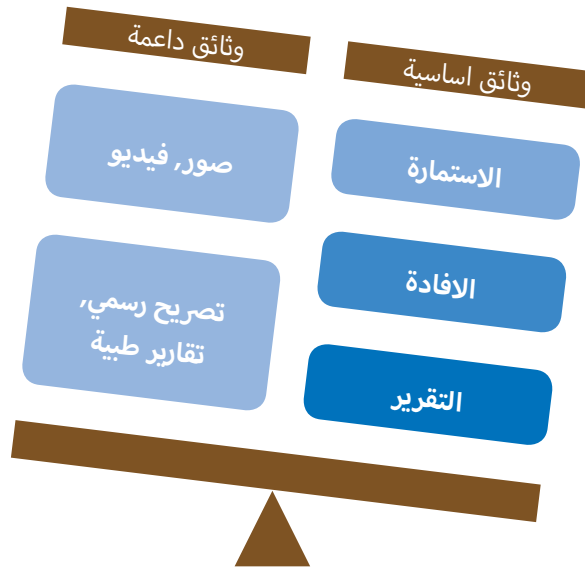 وثائق اساسية
الاستمارة
الافادة
التقرير
وثائق داعمة
صور, فيديو
تصريح رسمي,
تقارير طبية